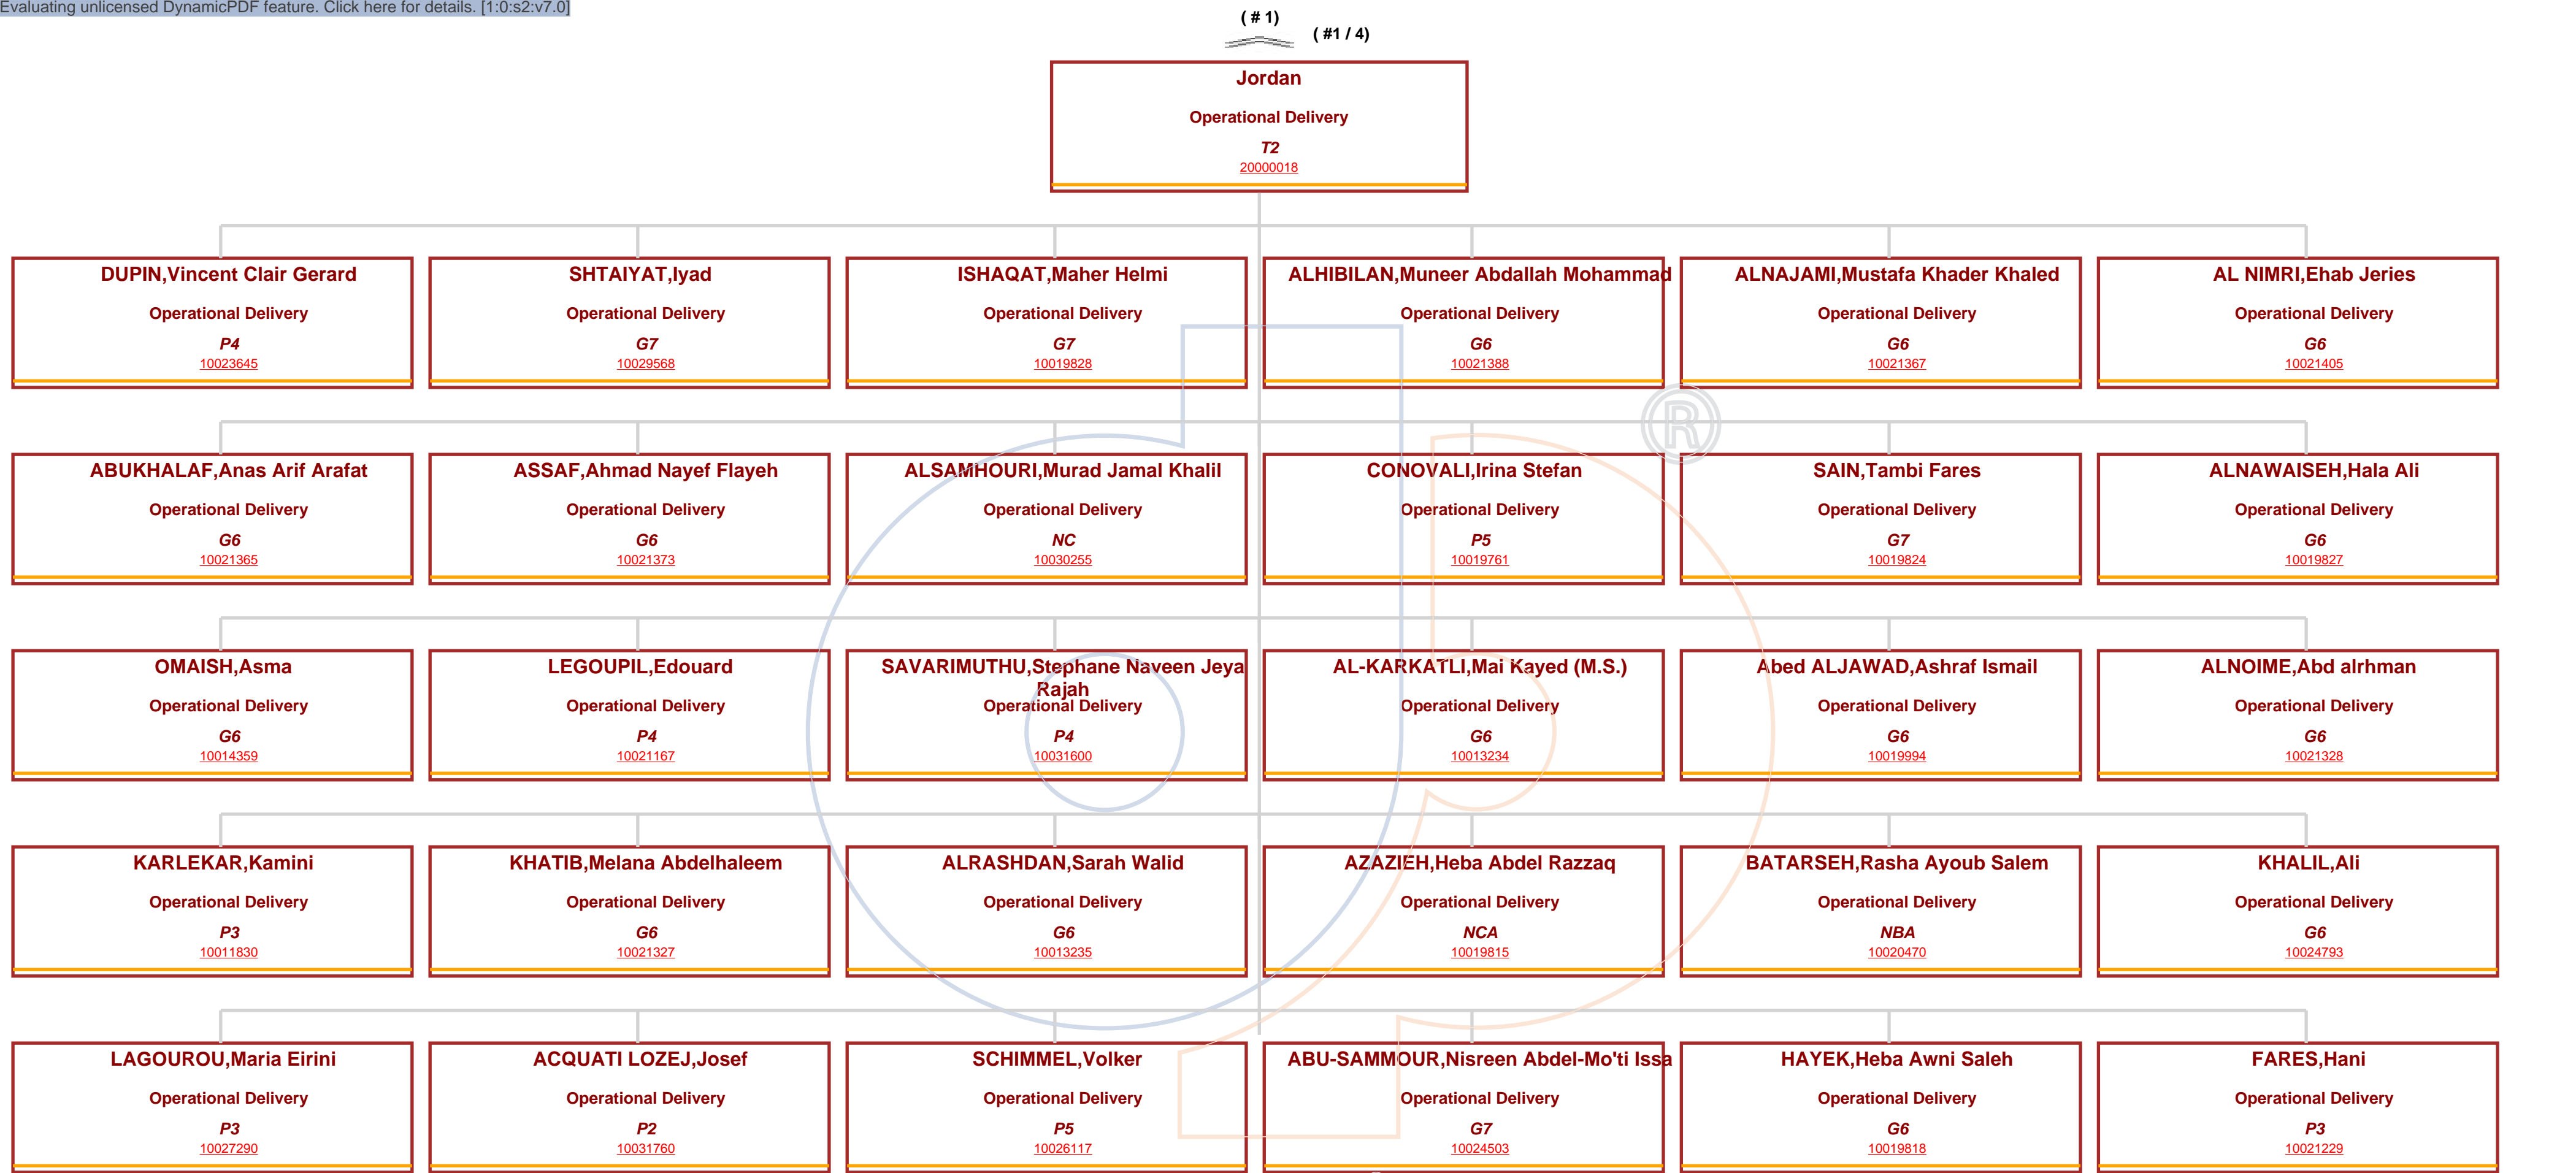 Evaluating unlicensed DynamicPDF feature. Click here for details. [1:0:s2:v7.0]
( # 1)
( #1 / 4)
Jordan
Operational Delivery
T2
20000018
DUPIN,Vincent Clair Gerard
Operational Delivery
P4
10023645
SHTAIYAT,Iyad
Operational Delivery
G7
10029568
ISHAQAT,Maher Helmi
Operational Delivery
G7
10019828
ALHIBILAN,Muneer Abdallah Mohammad
Operational Delivery
G6
10021388
ALNAJAMI,Mustafa Khader Khaled
Operational Delivery
G6
10021367
AL NIMRI,Ehab Jeries
Operational Delivery
G6
10021405
ABUKHALAF,Anas Arif Arafat
Operational Delivery
G6
10021365
ASSAF,Ahmad Nayef Flayeh
Operational Delivery
G6
10021373
ALSAMHOURI,Murad Jamal Khalil
Operational Delivery
NC
10030255
CONOVALI,Irina Stefan
Operational Delivery
P5
10019761
SAIN,Tambi Fares
Operational Delivery
G7
10019824
ALNAWAISEH,Hala Ali
Operational Delivery
G6
10019827
OMAISH,Asma
Operational Delivery
G6
10014359
LEGOUPIL,Edouard
Operational Delivery
P4
10021167
SAVARIMUTHU,Stephane Naveen Jeya
Rajah
Operational Delivery
P4
10031600
AL-KARKATLI,Mai Kayed (M.S.)
Operational Delivery
G6
10013234
Abed ALJAWAD,Ashraf Ismail
Operational Delivery
G6
10019994
ALNOIME,Abd alrhman
Operational Delivery
G6
10021328
KARLEKAR,Kamini
Operational Delivery
P3
10011830
KHATIB,Melana Abdelhaleem
Operational Delivery
G6
10021327
ALRASHDAN,Sarah Walid
Operational Delivery
G6
10013235
AZAZIEH,Heba Abdel Razzaq
Operational Delivery
NCA
10019815
BATARSEH,Rasha Ayoub Salem
Operational Delivery
NBA
10020470
KHALIL,Ali
Operational Delivery
G6
10024793
LAGOUROU,Maria Eirini
Operational Delivery
P3
10027290
ACQUATI LOZEJ,Josef
Operational Delivery
P2
10031760
SCHIMMEL,Volker
Operational Delivery
P5
10026117
ABU-SAMMOUR,Nisreen Abdel-Mo'ti Issa
Operational Delivery
G7
10024503
HAYEK,Heba Awni Saleh
Operational Delivery
G6
10019818
FARES,Hani
Operational Delivery
P3
10021229
®